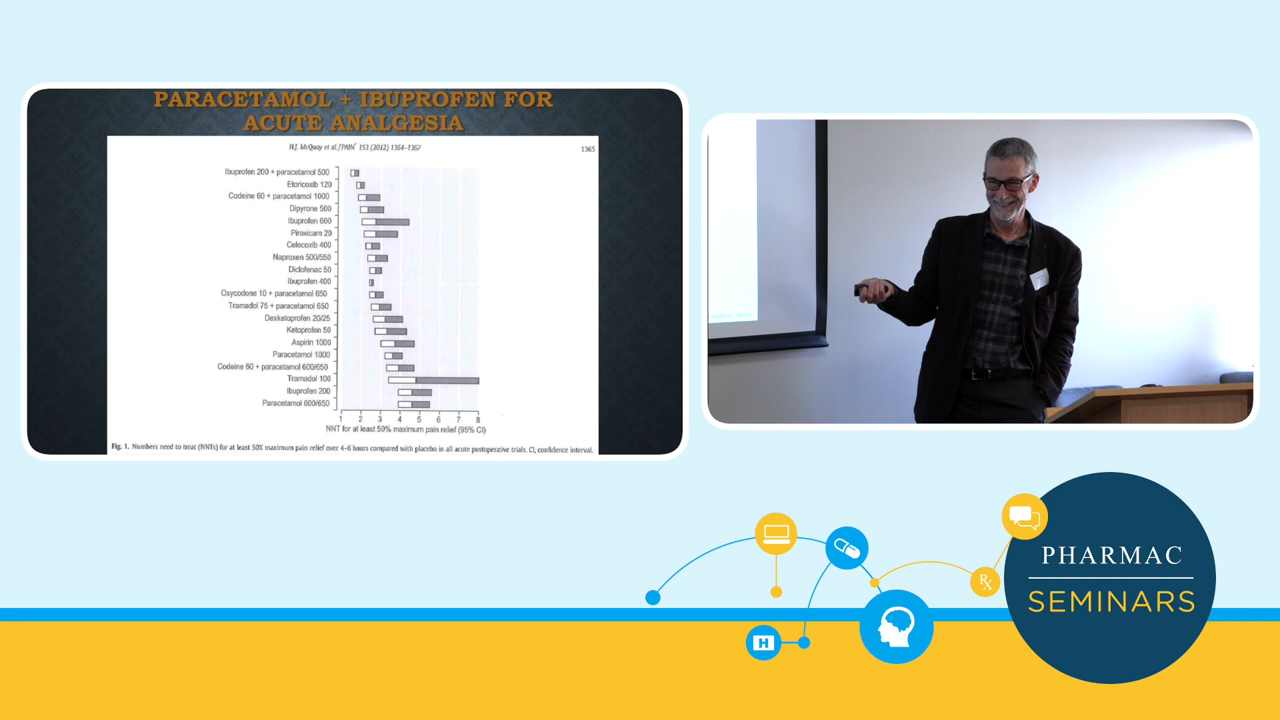 PARACETAMOL + IBUPROFEN FOR
ACUTE ANALGESIA
H.J. McQuay et al./PAIN® 153 (2012) 1364–1367
1365
Ibuprofen 200 + paracetamol 500
Etoricoxib 120
Codeine 60 + paracetamol 1000
Dipyrone 500
Ibuprofen 600
Piroxicam 20
Celecoxib 400
Naproxen 500/550
Diclofenac 50
Ibuprofen 400
Oxycodone 10 + paracetamol 650
Tramadol 75 + paracetamol 650
Dexketoprofen 20/25
Ketoprofen 50
Aspirin 1000
Paracetamol 1000
Codeine 60 + paracetamol 600/650
Tramadol 100
Ibuprofen 200
Paracetamol 600/650
1 2 3 4 5 6 7 8
NNT for at least 50% maximum pain relief (95% CI)
Fig. 1. Numbers need to treat (NNTs) for at least 50% maximum pain relief over 4–6 hours compared with placebo in all acute postoperative trials. CI, confidence interval.
PHARMAC
SEMINARS
Rx
H